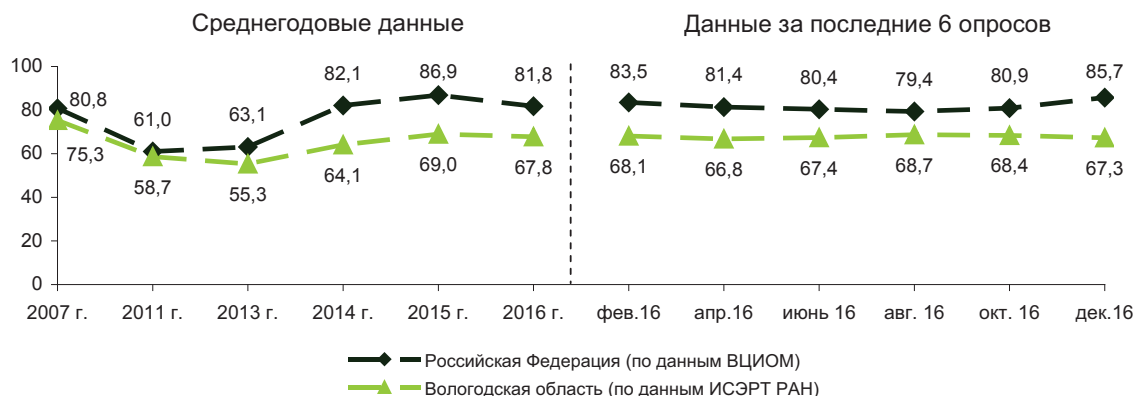 Среднегодовые данные
Данные за последние 6 опросов
100
80
60
40
20
0
80,8
61,0
63,1
82,1
86,9
81,8
83,5
81,4
80,4
79,4
80,9
85,7
75,3
58,7
55,3
64,1
69,0
67,8
68,1
66,8
67,4
68,7
68,4
67,3
2007 г.
2011 г.
2013 г.
2014 г.
2015 г.
2016 г.
фев.16
апр.16
июнь 16
авг. 16
окт. 16
дек.16
Российская Федерация (по данным ВЦИОМ)
Вологодская область (по данным ИСЭРТ РАН)